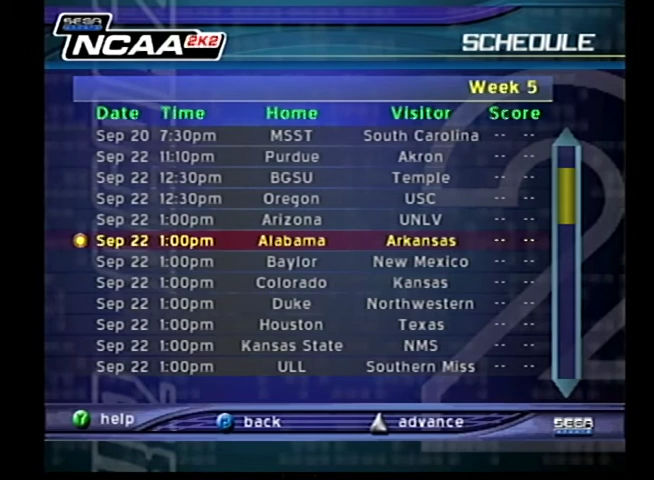 SEGA
SPORTS
NCAA 2K2
SCHEDULE
Week 5
Date Time Home Visitor Score
Sep 20 7:30pm MSST South Carolina -- --
Sep 22 11:10pm Purdue Akron -- --
Sep 22 12:30pm BGSU Temple -- --
Sep 22 12:30pm Oregon USC -- --
Sep 22 1:00pm Arizona UNLV -- --
Sep 22 1:00pm Alabama Arkansas -- --
Sep 22 1:00pm Baylor New Mexico -- --
Sep 22 1:00pm Colorado Kansas -- --
Sep 22 1:00pm Duke Northwestern -- --
Sep 22 1:00pm Houston Texas -- --
Sep 22 1:00pm Kansas State NMS -- --
Sep 22 1:00pm ULL Southern Miss -- --
Y help B back advance SEGA
SPORTS